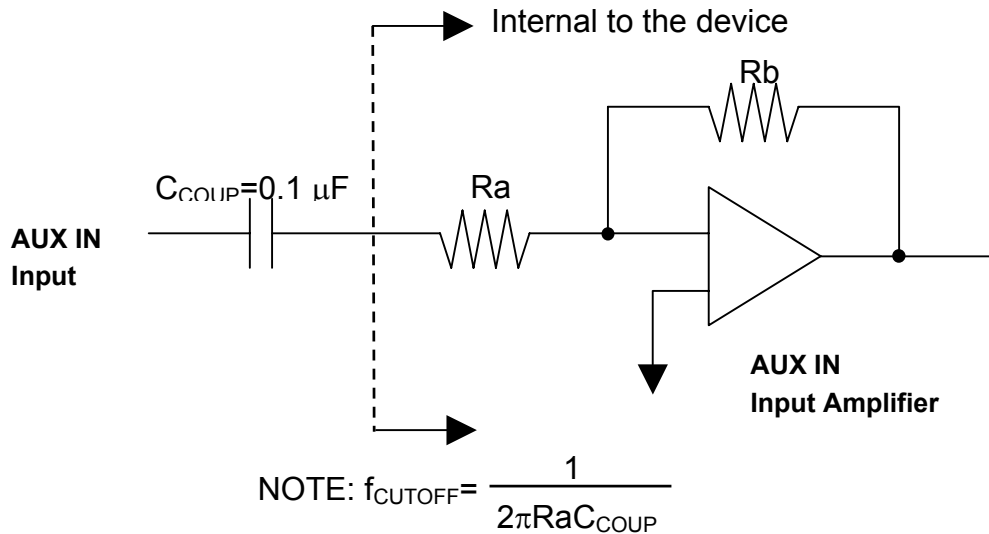 Internal to the device
Rb
C_COUP=0.1 μF
Ra
AUX IN
Input
AUX IN
Input Amplifier
NOTE: f_CUTOFF= 1
2πRaC_COUP